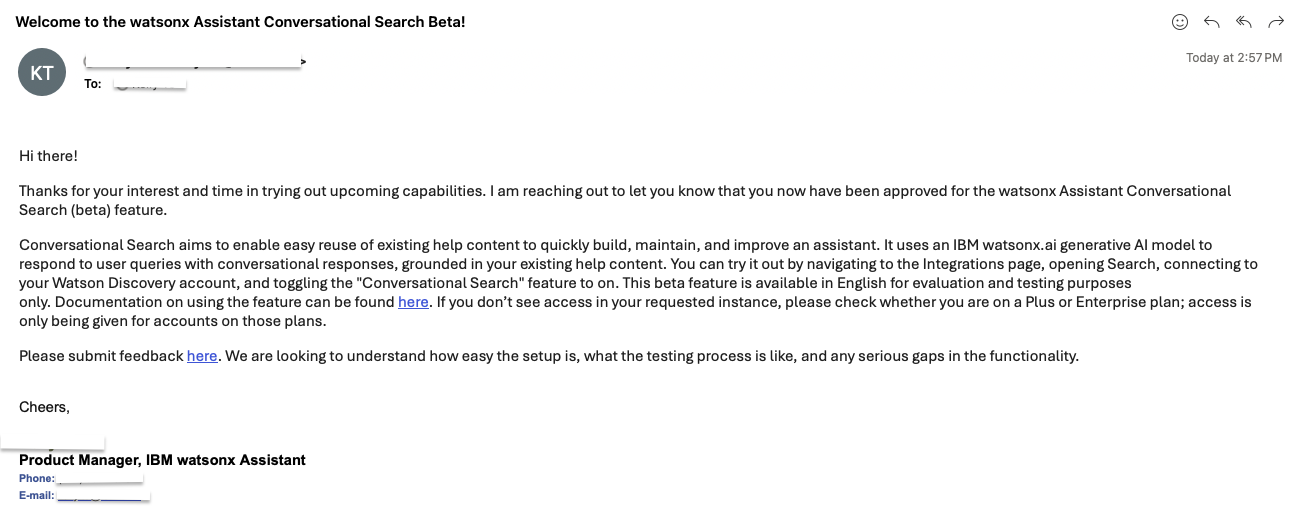 Welcome to the watsonx Assistant Conversational Search Beta!
KT
Today at 2:57 PM
To:
Hi there!
Thanks for your interest and time in trying out upcoming capabilities. I am reaching out to let you know that you now have been approved for the watsonx Assistant Conversational
Search (beta) feature.
Conversational Search aims to enable easy reuse of existing help content to quickly build, maintain, and improve an assistant. It uses an IBM watsonx.ai generative AI model to
respond to user queries with conversational responses, grounded in your existing help content. You can try it out by navigating to the Integrations page, opening Search, connecting to
your Watson Discovery account, and toggling the "Conversational Search" feature to on. This beta feature is available in English for evaluation and testing purposes
only. Documentation on using the feature can be found here. If you don’t see access in your requested instance, please check whether you are on a Plus or Enterprise plan; access is
only being given for accounts on those plans.
Please submit feedback here. We are looking to understand how easy the setup is, what the testing process is like, and any serious gaps in the functionality.
Cheers,
Product Manager, IBM watsonx Assistant
Phone:
E-mail: